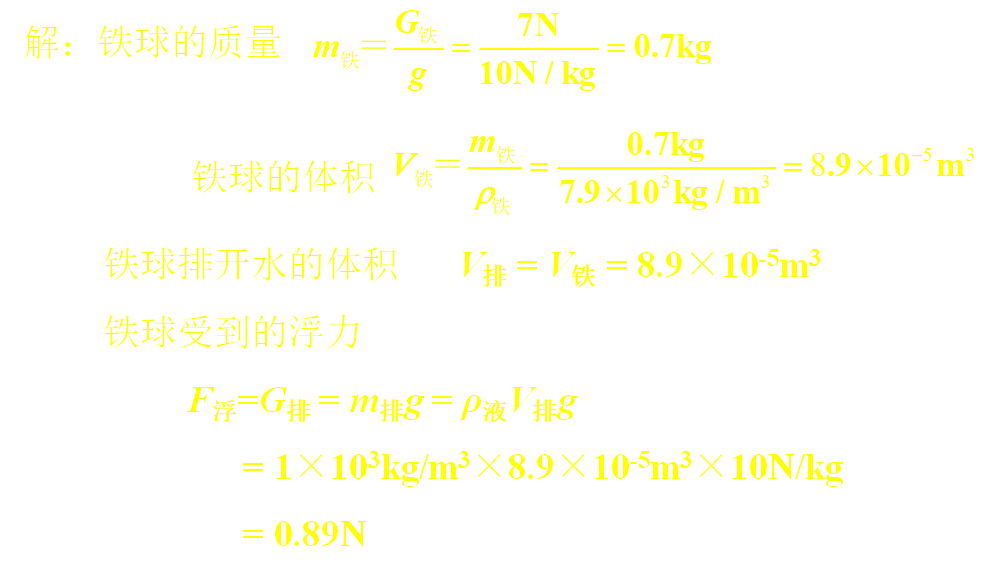 解：铁球的质量 m铁=G铁/g=7N/10N/kg=0.7kg
铁球的体积 V铁=m铁/ρ铁=0.7kg/7.9×10³kg/m³=8.9×10⁻⁵m³
铁球排开水的体积 V排=V铁=8.9×10⁻⁵m³
铁球受到的浮力
F浮=G排=m排g=ρ液V排g
=1×10³kg/m³×8.9×10⁻⁵m³×10N/kg
=0.89N